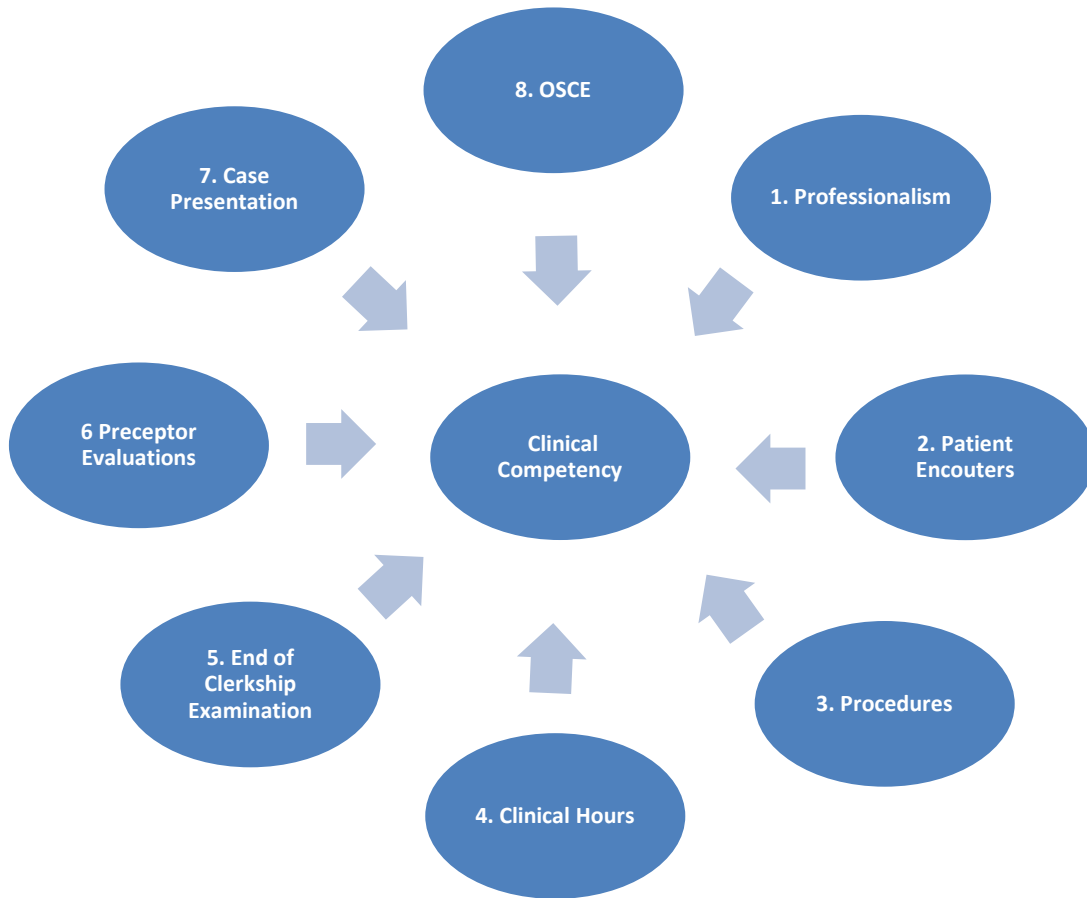 8. OSCE
1. Professionalism
2. Patient
Encouters
3. Procedures
4. Clinical Hours
5. End of
Clerkship
Examination
6 Preceptor
Evaluations
7. Case
Presentation
Clinical
Competency